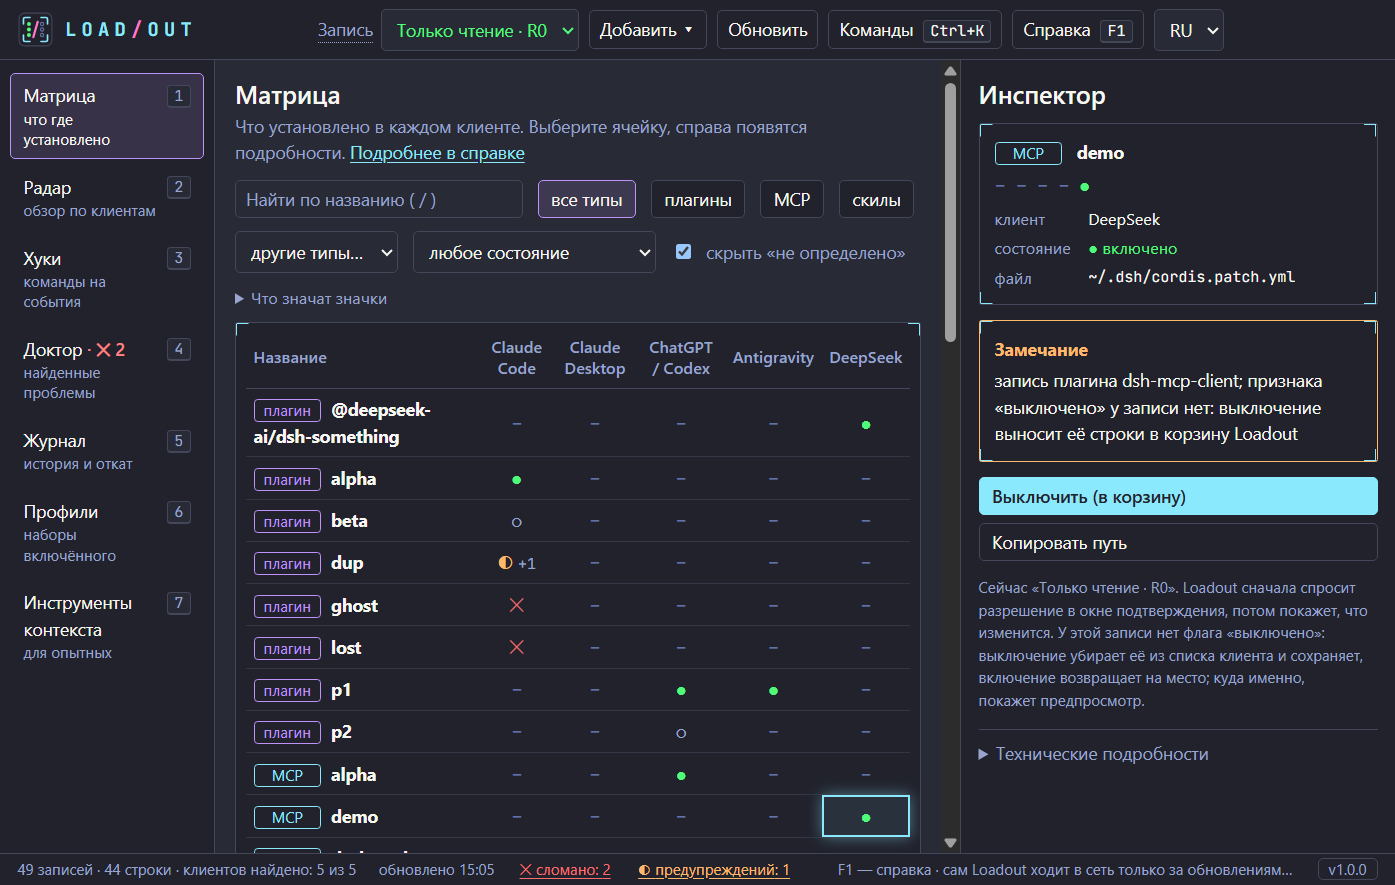 LOAD/OUT
Запись
Только чтение · R0
Добавить ▾
Обновить
Команды Ctrl+K
Справка F1
RU
Матрица 1
что где
установлено
Радар 2
обзор по клиентам
Хуки 3
команды на
события
Доктор · ✕ 2 4
найденные
проблемы
Журнал 5
история и откат
Профили 6
наборы
включённого
Инструменты 7
контекста
для опытных
Матрица
Что установлено в каждом клиенте. Выберите ячейку, справа появятся
подробности. Подробнее в справке
Найти по названию ( / )
все типы
плагины
MCP
скилы
другие типы...
любое состояние
скрыть «не определено»
▶ Что значат значки
Название Claude Code Claude Desktop ChatGPT / Codex Antigravity DeepSeek
плагин @deepseek-
ai/dsh-something – – – – ●
плагин alpha ● – – – –
плагин beta ○ – – – –
плагин dup ◐ +1 – – – –
плагин ghost ✕ – – – –
плагин lost ✕ – – – –
плагин p1 – – ● ● –
плагин p2 – – ○ – –
MCP alpha – – ● – –
MCP demo – – – – ●
Инспектор
MCP demo
– – – – ●
клиент DeepSeek
состояние ● включено
файл ~/.dsh/cordis.patch.yml
Замечание
запись плагина dsh-mcp-client; признака
«выключено» у записи нет: выключение
выносит её строки в корзину Loadout
Выключить (в корзину)
Копировать путь
Сейчас «Только чтение · R0». Loadout сначала спросит
разрешение в окне подтверждения, потом покажет, что
изменится. У этой записи нет флага «выключено»:
выключение убирает её из списка клиента и сохраняет,
включение возвращает на место; куда именно,
покажет предпросмотр.
▶ Технические подробности
49 записей · 44 строки · клиентов найдено: 5 из 5
обновлено 15:05
✕ сломано: 2
◐ предупреждений: 1
F1 — справка · сам Loadout ходит в сеть только за обновлениям...
v1.0.0